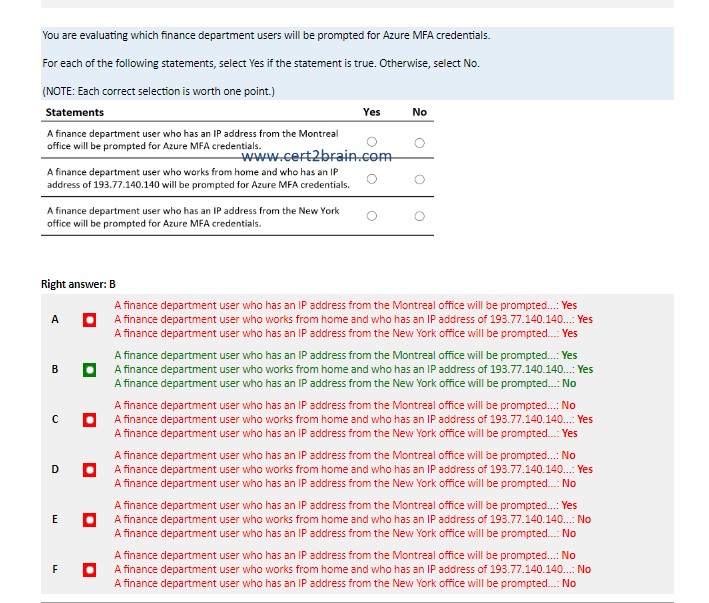 You are evaluating which finance department users will be prompted for Azure MFA credentials.
For each of the following statements, select Yes if the statement is true. Otherwise, select No.
(NOTE: Each correct selection is worth one point.)
Statements Yes No
A finance department user who has an IP address from the Montreal
office will be prompted for Azure MFA credentials.
www.cert2brain.com
A finance department user who works from home and who has an IP
address of 193.77.140.140 will be prompted for Azure MFA credentials.
A finance department user who has an IP address from the New York
office will be prompted for Azure MFA credentials.
Right answer: B
A finance department user who has an IP address from the Montreal office will be prompted...: Yes
A A finance department user who works from home and who has an IP address of 193.77.140.140...: Yes
A finance department user who has an IP address from the New York office will be prompted...: Yes
A finance department user who has an IP address from the Montreal office will be prompted...: Yes
B A finance department user who works from home and who has an IP address of 193.77.140.140...: Yes
A finance department user who has an IP address from the New York office will be prompted...: No
A finance department user who has an IP address from the Montreal office will be prompted...: No
C A finance department user who works from home and who has an IP address of 193.77.140.140...: Yes
A finance department user who has an IP address from the New York office will be prompted...: Yes
A finance department user who has an IP address from the Montreal office will be prompted...: No
D A finance department user who works from home and who has an IP address of 193.77.140.140...: Yes
A finance department user who has an IP address from the New York office will be prompted...: No
A finance department user who has an IP address from the Montreal office will be prompted...: Yes
E A finance department user who works from home and who has an IP address of 193.77.140.140...: No
A finance department user who has an IP address from the New York office will be prompted...: No
A finance department user who has an IP address from the Montreal office will be prompted...: No
F A finance department user who works from home and who has an IP address of 193.77.140.140...: No
A finance department user who has an IP address from the New York office will be prompted...: No